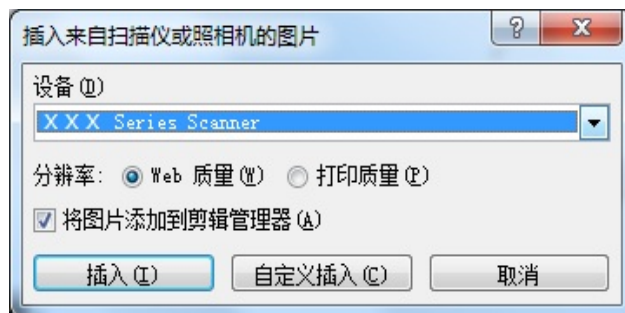 插入来自扫描仪或照相机的图片
设备(D)
XXX Series Scanner
分辨率: Web 质量(W) 打印质量(P)
将图片添加到剪辑管理器(A)
插入(I) 自定义插入(C) 取消